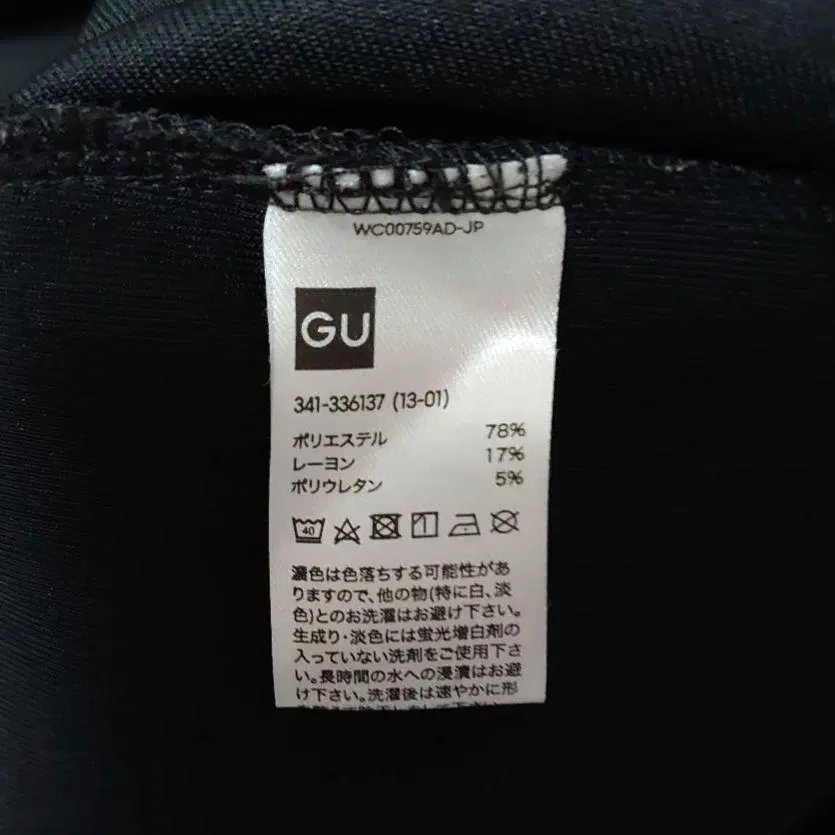 WC00759AD-JP
GU
341-336137 (13-01)
ポリエステル 78%
レーヨン 17%
ポリウレタン 5%
40
濃色は色落ちする可能性があ
りますので、他の物(特に白、淡
色)とのお洗濯はお避け下さい。
生成り・淡色には蛍光増白剤の
入っていない洗剤をご使用下さ
い。長時間の水への浸漬はお避
け下さい。洗濯後は速やかに形